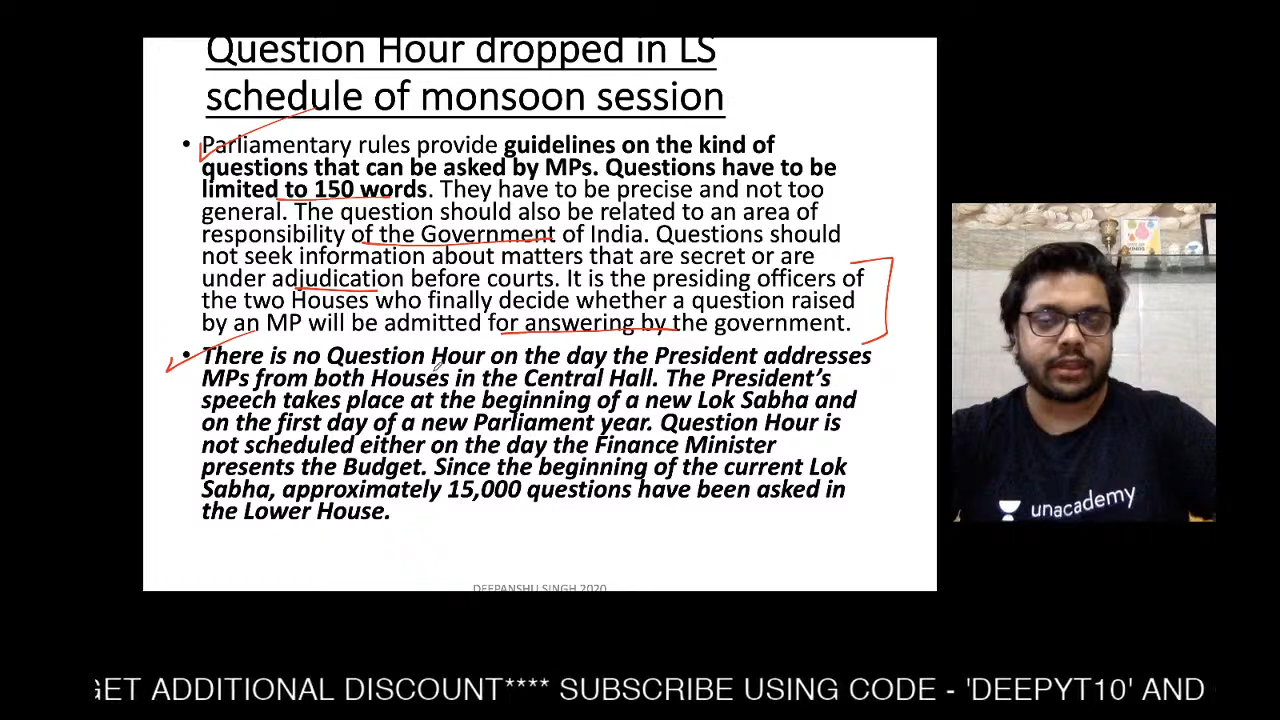 Question Hour dropped in LS
schedule of monsoon session
• Parliamentary rules provide guidelines on the kind of
questions that can be asked by MPs. Questions have to be
limited to 150 words. They have to be precise and not too
general. The question should also be related to an area of
responsibility of the Government of India. Questions should
not seek information about matters that are secret or are
under adjudication before courts. It is the presiding officers of
the two Houses who finally decide whether a question raised
by an MP will be admitted for answering by the government.
• There is no Question Hour on the day the President addresses
MPs from both Houses in the Central Hall. The President's
speech takes place at the beginning of a new Lok Sabha and
on the first day of a new Parliament year. Question Hour is
not scheduled either on the day the Finance Minister
presents the Budget. Since the beginning of the current Lok
Sabha, approximately 15,000 questions have been asked in
the Lower House.
DEEPANSHU SINGH 2020
unacademy
GET ADDITIONAL DISCOUNT**** SUBSCRIBE USING CODE - 'DEEPYT10' AND